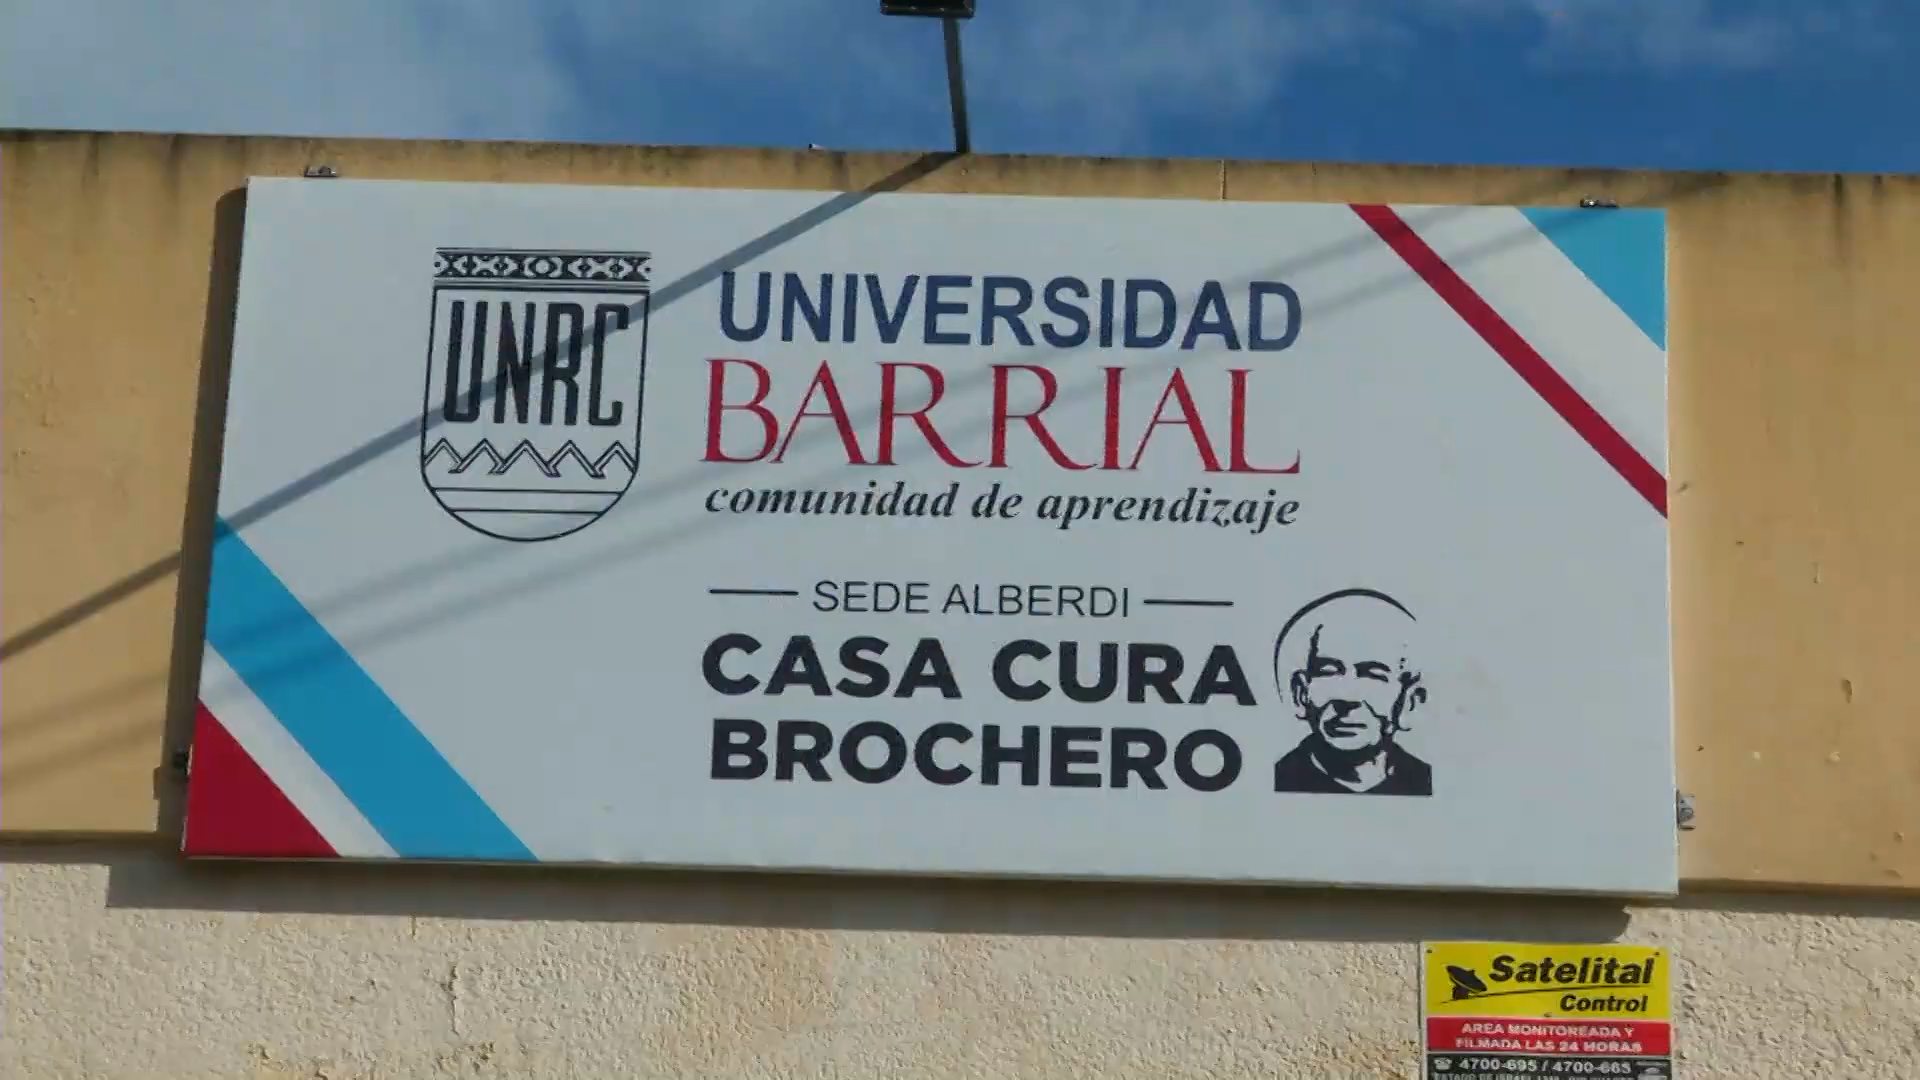 UNRC
UNIVERSIDAD
BARRIAL
comunidad de aprendizaje
SEDE ALBERDI
CASA CURA
BROCHERO
Satelital
Control
AREA MONITOREADA Y
FILMADA LAS 24 HORAS
4700-695 / 4700-665